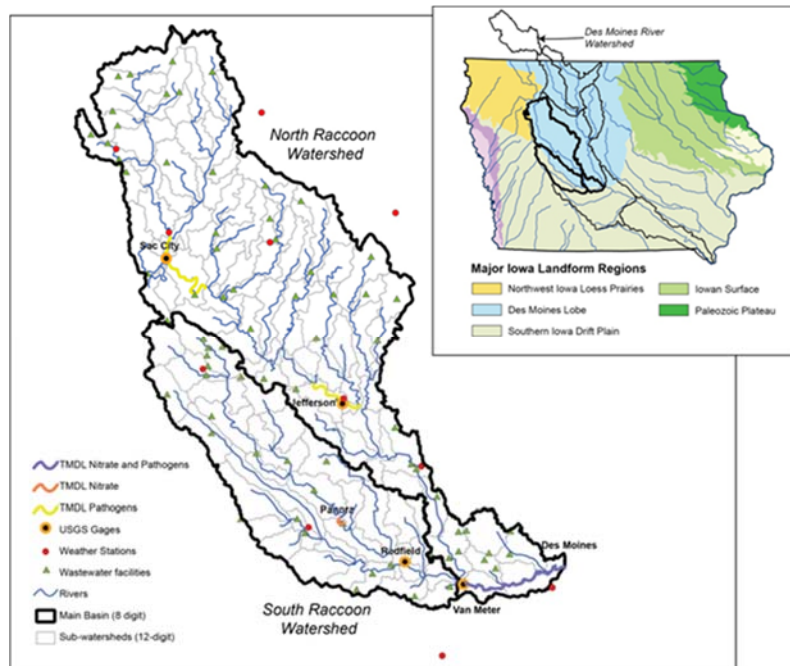 Des Moines River
Watershed
North Raccoon
Watershed
Sac City
Major Iowa Landform Regions
Northwest Iowa Loess Prairies
Iowan Surface
Des Moines Lobe
Paleozoic Plateau
Southern Iowa Drift Plain
Jefferson
TMDL Nitrate and Pathogens
TMDL Nitrate
TMDL Pathogens
USGS Gages
Weather Stations
Wastewater facilities
Rivers
Main Basin (8 digit)
Sub-watersheds (12-digit)
Panora
Redfield
Des Moines
Van Meter
South Raccoon
Watershed